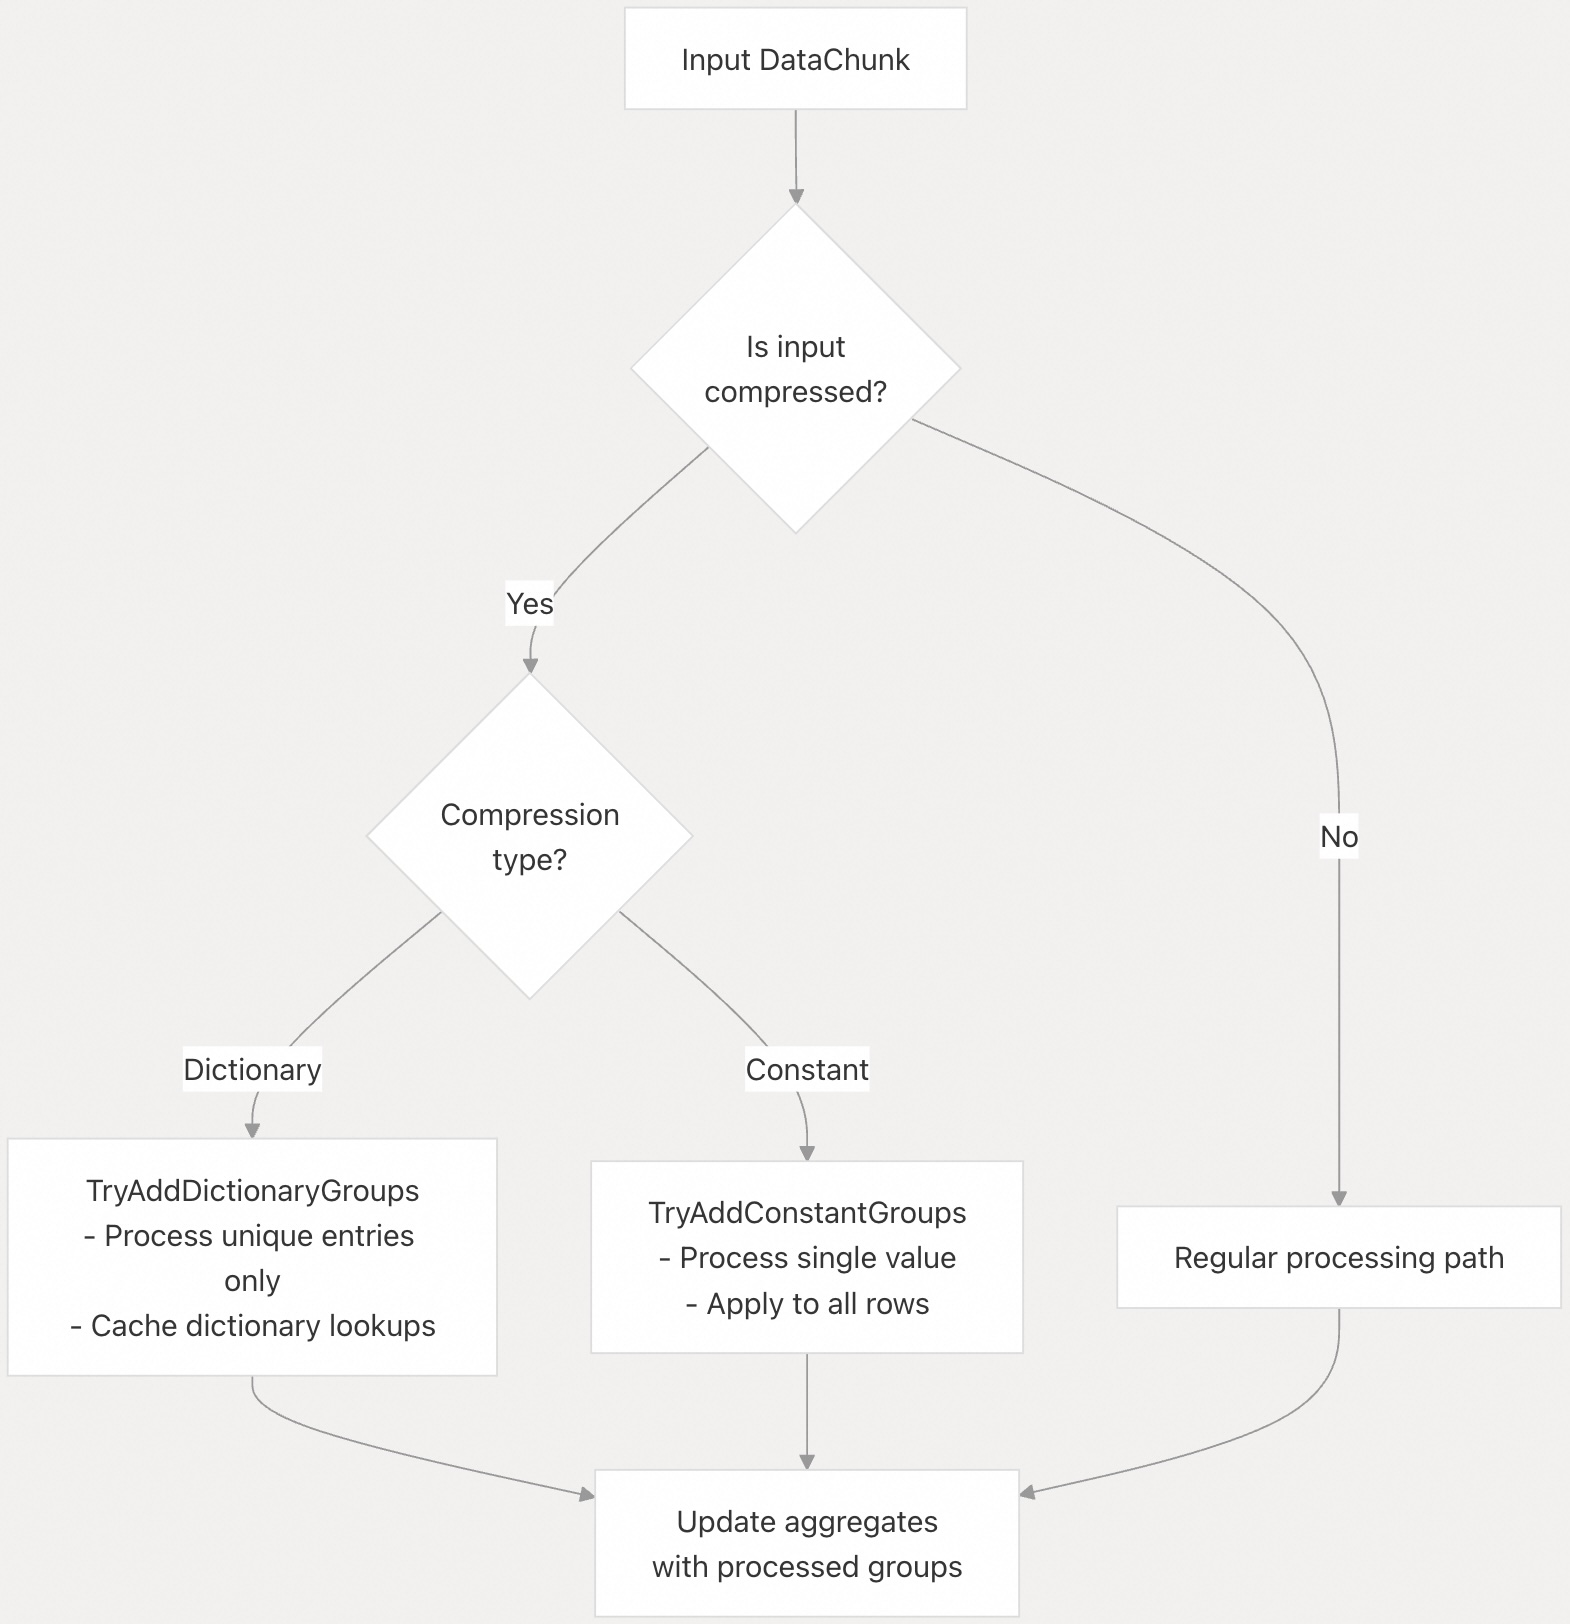 Input DataChunk
Is input
compressed?
Yes
No
Compression
type?
Dictionary
Constant
TryAddDictionaryGroups
- Process unique entries
only
- Cache dictionary lookups
TryAddConstantGroups
- Process single value
- Apply to all rows
Regular processing path
Update aggregates
with processed groups